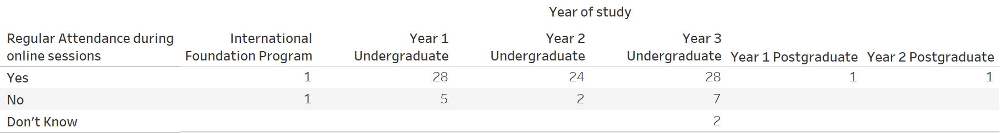 Year of study
Regular Attendance during International Year 1 Year 2 Year 3
online sessions Foundation Program Undergraduate Undergraduate Undergraduate Year 1 Postgraduate Year 2 Postgraduate
Yes 1 28 24 28 1 1
No 1 5 2 7
Don’t Know 2